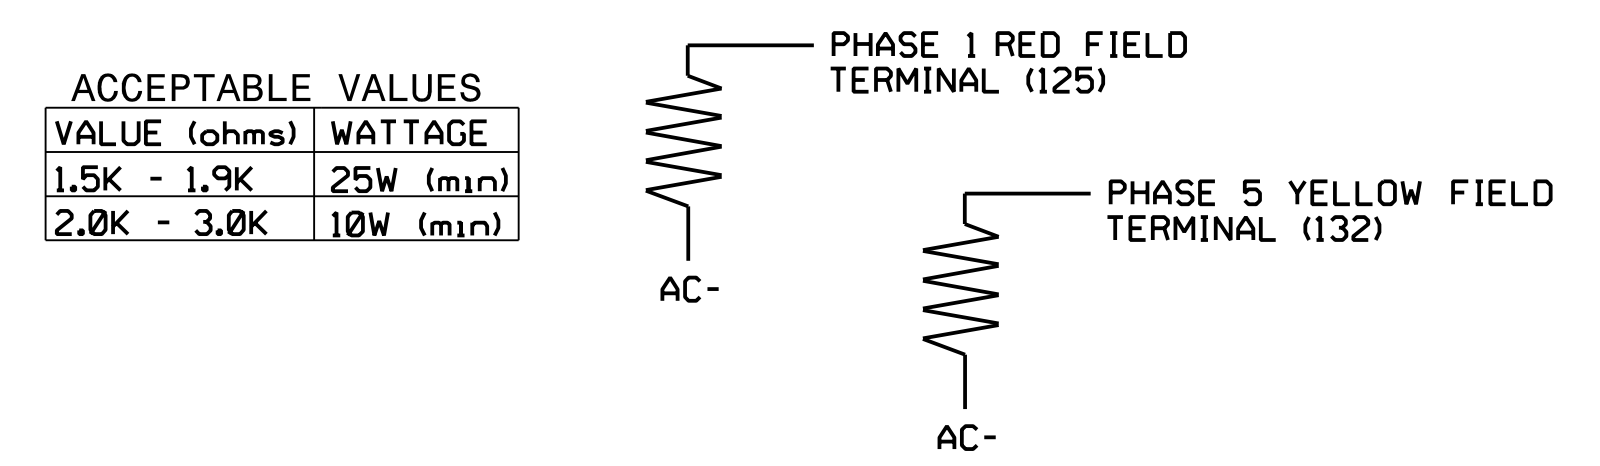 ACCEPTABLE VALUES
VALUE (ohms) WATTAGE
1.5K - 1.9K 25W (min)
2.0K - 3.0K 10W (min)
PHASE 1 RED FIELD
TERMINAL (125)
AC-
PHASE 5 YELLOW FIELD
TERMINAL (132)
AC-